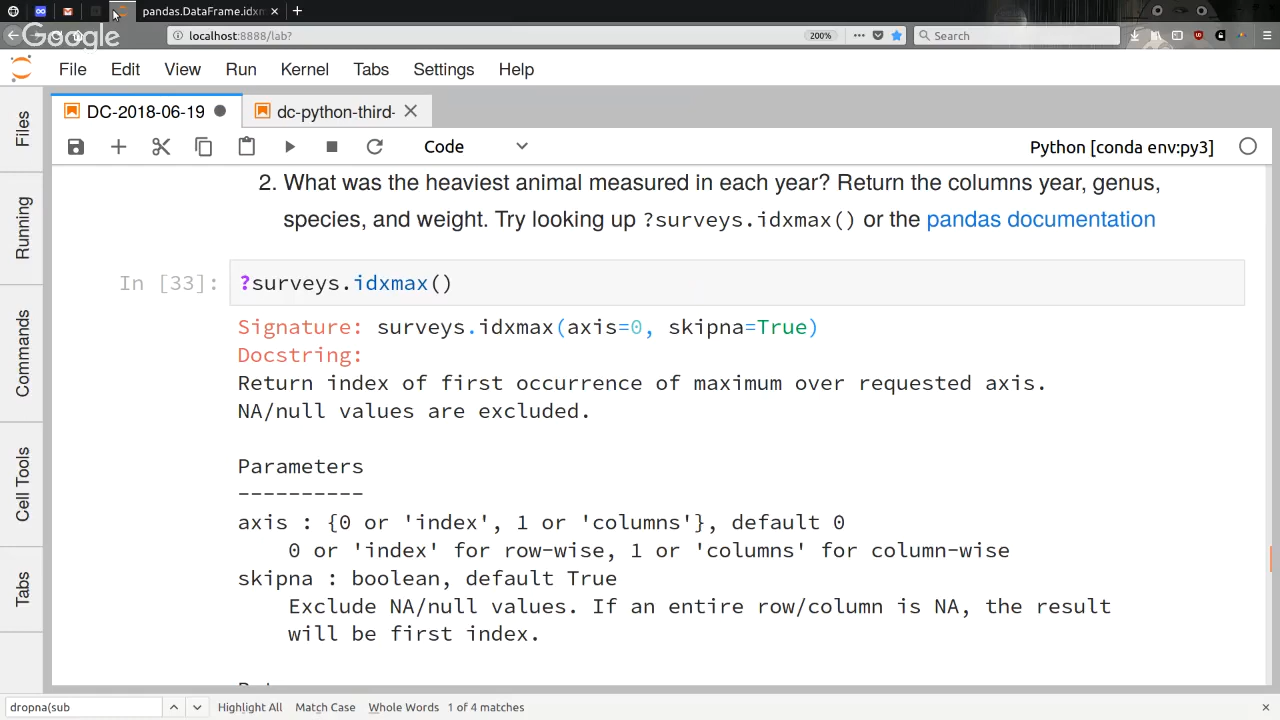 pandas.DataFrame.idxm
Google
localhost:8888/lab?
200%
Search
File Edit View Run Kernel Tabs Settings Help
DC-2018-06-19
dc-python-third-
Code
Python [conda env:py3]
Files
Running
Commands
Cell Tools
Tabs
2. What was the heaviest animal measured in each year? Return the columns year, genus,
species, and weight. Try looking up ?surveys.idxmax() or the pandas documentation
In [33]: ?surveys.idxmax()
Signature: surveys.idxmax(axis=0, skipna=True)
Docstring:
Return index of first occurrence of maximum over requested axis.
NA/null values are excluded.
Parameters
----------
axis : {0 or 'index', 1 or 'columns'}, default 0
0 or 'index' for row-wise, 1 or 'columns' for column-wise
skipna : boolean, default True
Exclude NA/null values. If an entire row/column is NA, the result
will be first index.
dropna(sub
Highlight All Match Case Whole Words 1 of 4 matches